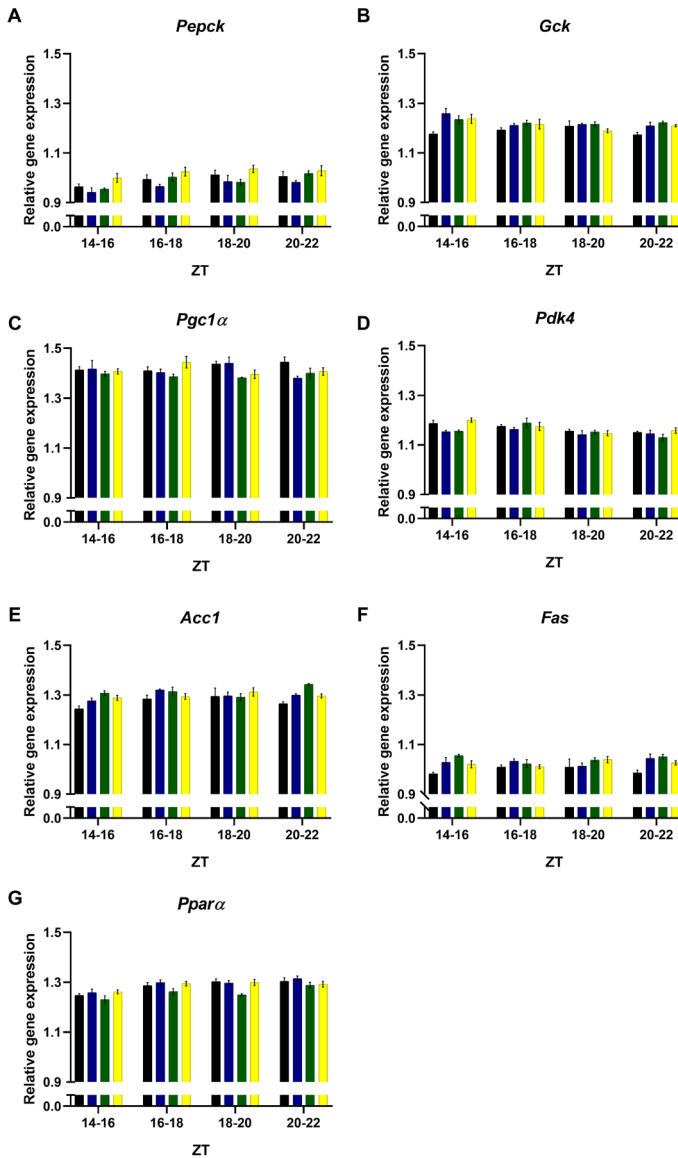 A
Pepck
Relative gene expression
1.5
1.3
1.1
0.9
0.0
14-16 16-18 18-20 20-22
ZT
B
Gck
Relative gene expression
1.5
1.3
1.1
0.9
0.0
14-16 16-18 18-20 20-22
ZT
C
Pgc1α
Relative gene expression
1.5
1.3
1.1
0.9
0.0
14-16 16-18 18-20 20-22
ZT
D
Pdk4
Relative gene expression
1.5
1.3
1.1
0.9
0.0
14-16 16-18 18-20 20-22
ZT
E
Acc1
Relative gene expression
1.5
1.3
1.1
0.9
0.0
14-16 16-18 18-20 20-22
ZT
F
Fas
Relative gene expression
1.5
1.3
1.1
0.9
0.0
14-16 16-18 18-20 20-22
ZT
G
Pparα
Relative gene expression
1.5
1.3
1.1
0.9
0.0
14-16 16-18 18-20 20-22
ZT